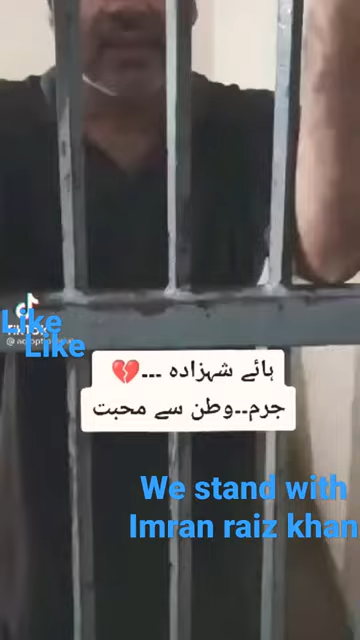 Like
Like
ہائے شہزادہ ---💔
جرم--وطن سے محبت
We stand with
Imran raiz khan